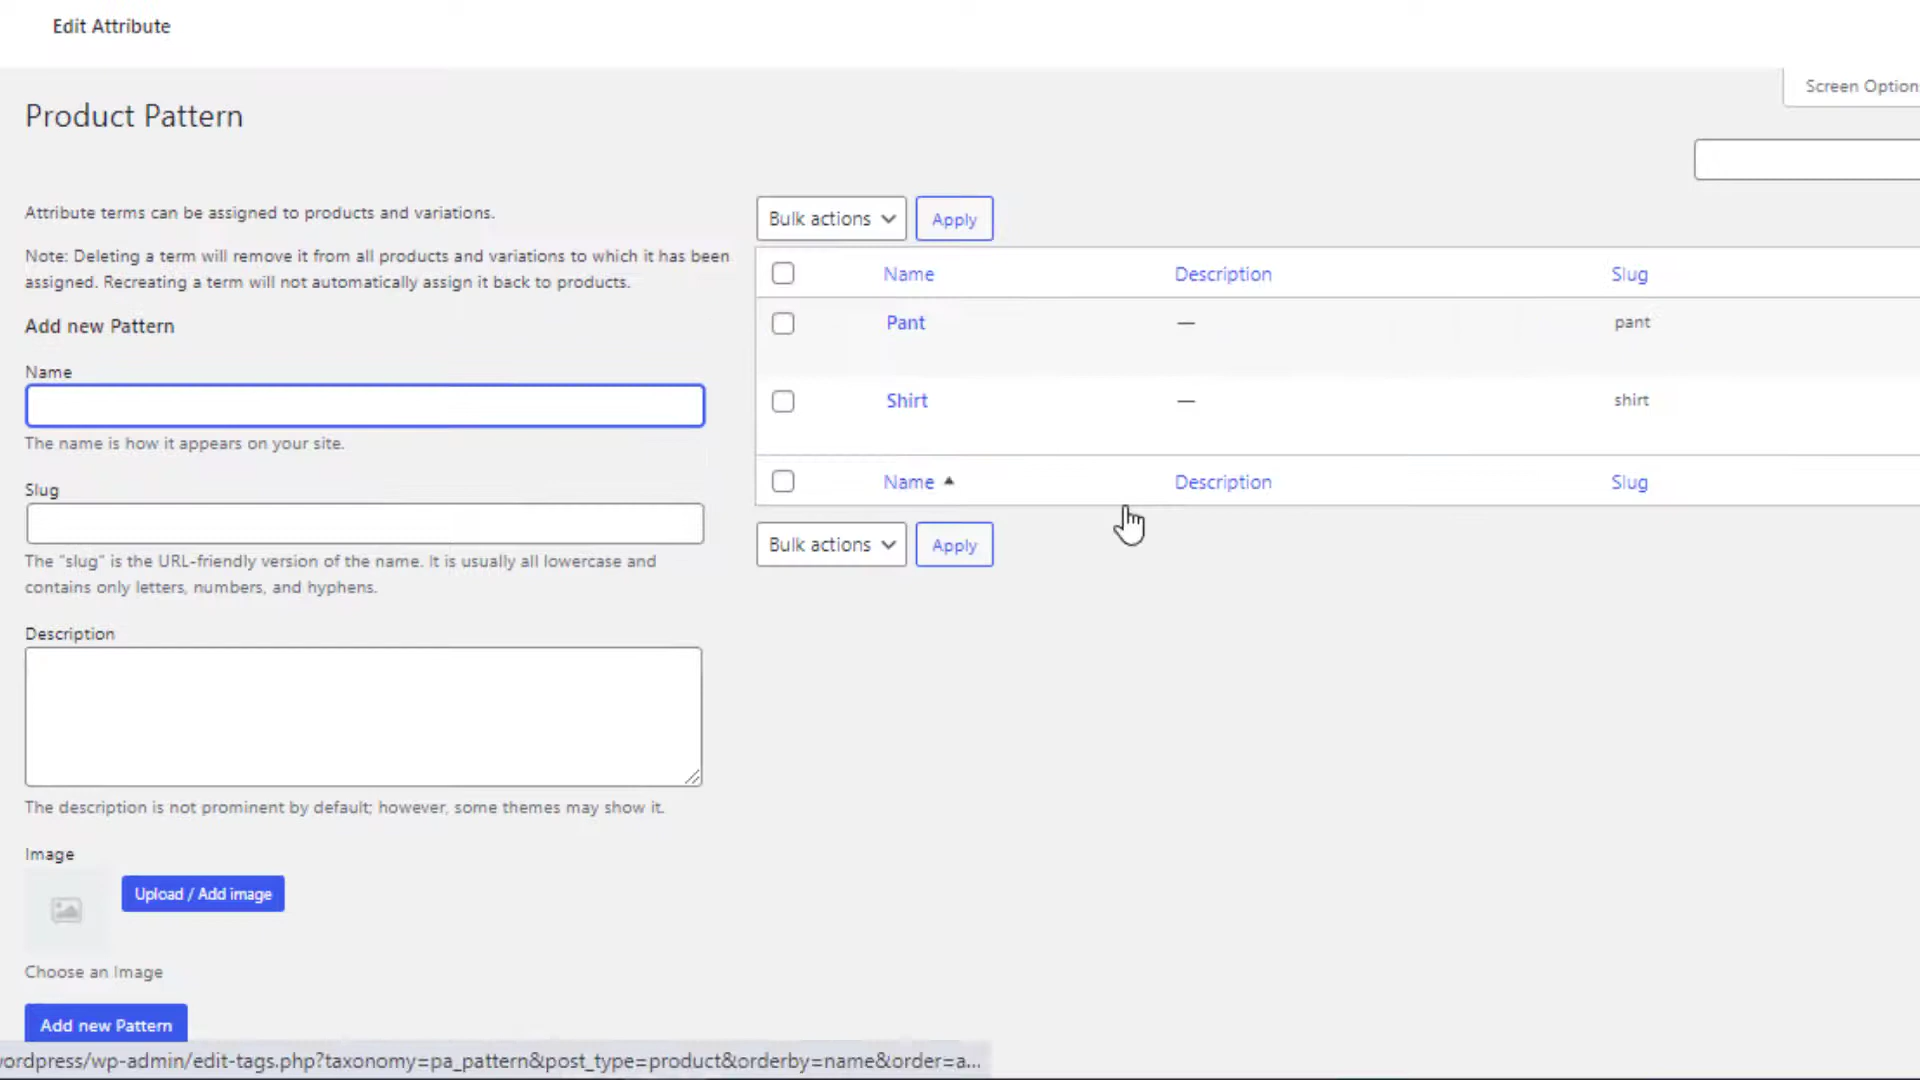 Edit Attribute
Screen Option
Product Pattern
Attribute terms can be assigned to products and variations.
Note: Deleting a term will remove it from all products and variations to which it has been
assigned. Recreating a term will not automatically assign it back to products.
Add new Pattern
Name
The name is how it appears on your site.
Slug
The “slug” is the URL-friendly version of the name. It is usually all lowercase and
contains only letters, numbers, and hyphens.
Description
The description is not prominent by default; however, some themes may show it.
Image
Upload / Add image
Choose an Image
Add new Pattern
Bulk actions Apply
Name Description Slug
Pant — pant
Shirt — shirt
Name Description Slug
Bulk actions Apply
wordpress/wp-admin/edit-tags.php?taxonomy=pa_pattern&post_type=product&orderby=name&order=a...